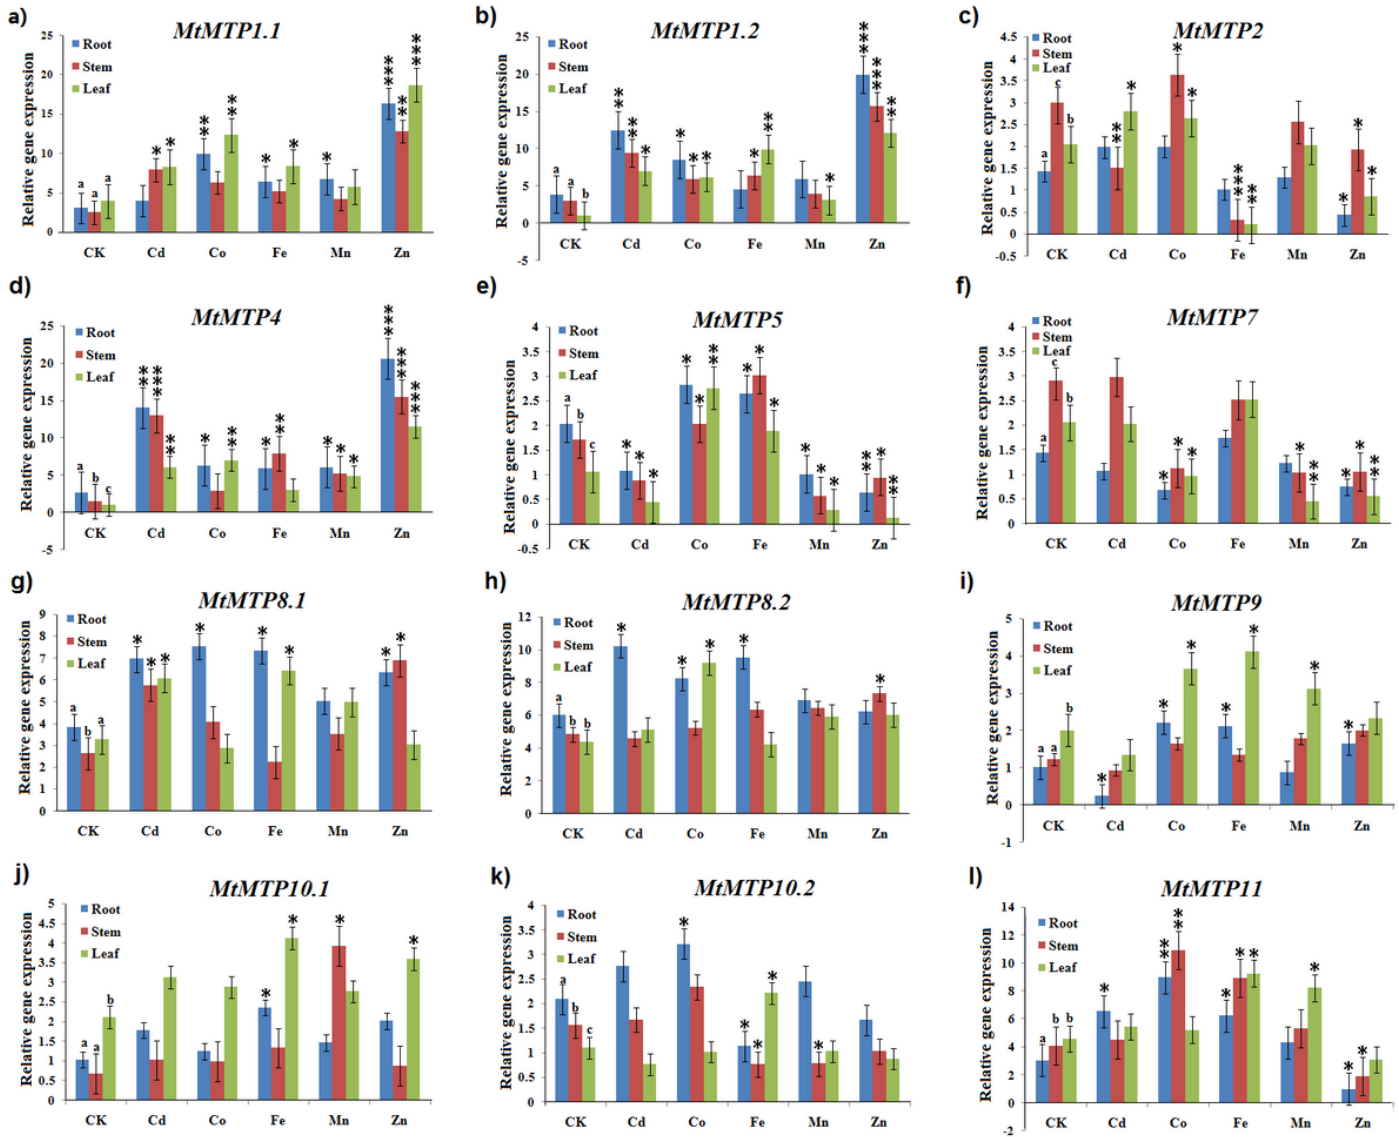 a) MtMTP1.1
Relative gene expression
25
20
15
10
5
0
Root
Stem
Leaf
a a a
* *
** **
* *
*
*** ** ***
CK Cd Co Fe Mn Zn
b) MtMTP1.2
Relative gene expression
25
20
15
10
5
0
-5
Root
Stem
Leaf
a a b
** ** *
* * *
* **
*
*** *** **
CK Cd Co Fe Mn Zn
c) MtMTP2
Relative gene expression
4.5
4
3.5
3
2.5
2
1.5
1
0.5
0
-0.5
Root
Stem
Leaf
a c b
** *
* *
*** **
* * *
CK Cd Co Fe Mn Zn
d) MtMTP4
Relative gene expression
25
20
15
10
5
0
-5
Root
Stem
Leaf
a b c
** *** **
* **
* **
* * *
*** *** ***
CK Cd Co Fe Mn Zn
e) MtMTP5
Relative gene expression
4
3.5
3
2.5
2
1.5
1
0.5
0
-0.5
Root
Stem
Leaf
a b c
* * *
* * **
* * *
* * *
** * **
CK Cd Co Fe Mn Zn
f) MtMTP7
Relative gene expression
4
3.5
3
2.5
2
1.5
1
0.5
0
Root
Stem
Leaf
a c b
* * *
* **
* * **
CK Cd Co Fe Mn Zn
g) MtMTP8.1
Relative gene expression
9
8
7
6
5
4
3
2
1
0
Root
Stem
Leaf
a b a
* * *
*
* *
* *
CK Cd Co Fe Mn Zn
h) MtMTP8.2
Relative gene expression
12
10
8
6
4
2
0
Root
Stem
Leaf
a b b
*
* *
*
*
CK Cd Co Fe Mn Zn
i) MtMTP9
Relative gene expression
5
4
3
2
1
0
-1
Root
Stem
Leaf
a a b
*
* *
* *
*
*
CK Cd Co Fe Mn Zn
j) MtMTP10.1
Relative gene expression
5
4.5
4
3.5
3
2.5
2
1.5
1
0.5
0
Root
Stem
Leaf
a a b
* *
*
*
CK Cd Co Fe Mn Zn
k) MtMTP10.2
Relative gene expression
4
3.5
3
2.5
2
1.5
1
0.5
0
Root
Stem
Leaf
a b c
*
* * *
*
CK Cd Co Fe Mn Zn
l) MtMTP11
Relative gene expression
14
12
10
8
6
4
2
0
-2
Root
Stem
Leaf
a b b
*
** **
* * *
*
* *
CK Cd Co Fe Mn Zn